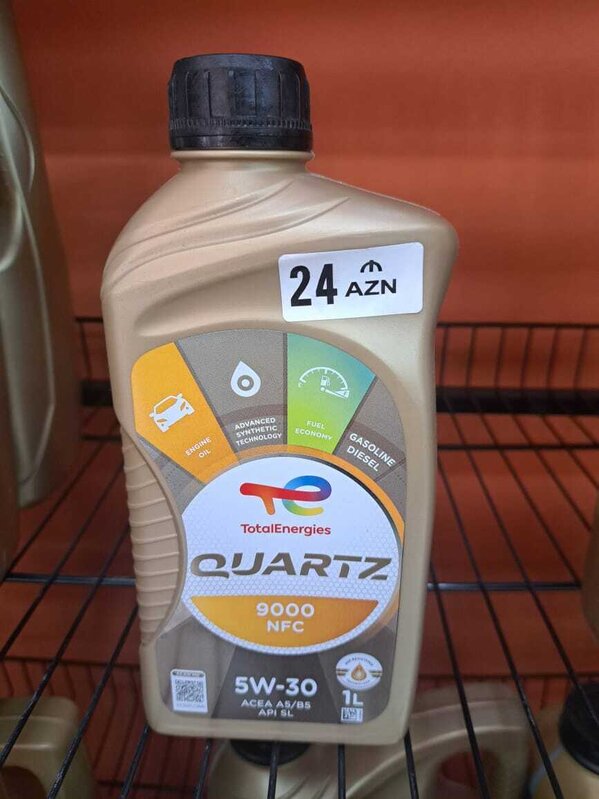 24 ₼ AZN
ENGINE
OIL
ADVANCED
SYNTHETIC
TECHNOLOGY
FUEL
ECONOMY
GASOLINE
DIESEL
TotalEnergies
QUARTZ
9000
NFC
5W-30
ACEA A5/B5
API SL
1L